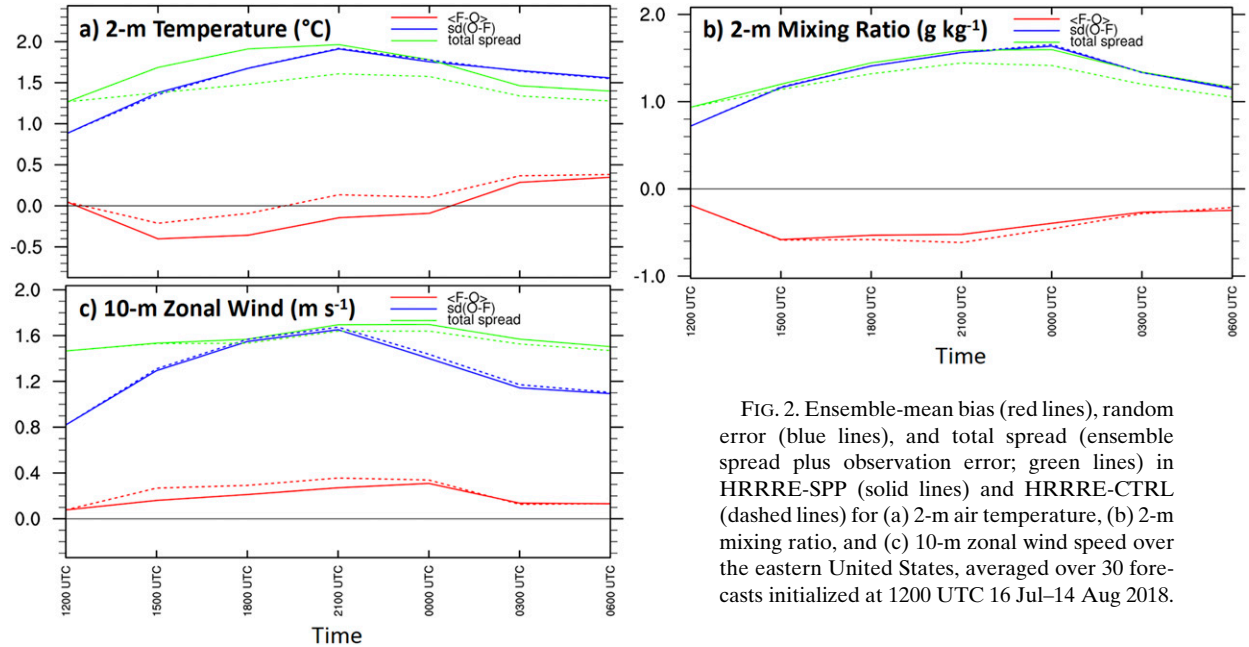 a) 2-m Temperature (°C)
<F-O>
sd(O-F)
total spread
2.0
1.5
1.0
0.5
0.0
-0.5
b) 2-m Mixing Ratio (g kg-1)
<F-O>
sd(O-F)
total spread
2.0
1.0
0.0
-1.0
1200 UTC
1500 UTC
1800 UTC
2100 UTC
0000 UTC
0300 UTC
0600 UTC
Time
c) 10-m Zonal Wind (m s-1)
<F-O>
sd(O-F)
total spread
2.0
1.6
1.2
0.8
0.4
0.0
1200 UTC
1500 UTC
1800 UTC
2100 UTC
0000 UTC
0300 UTC
0600 UTC
Time
FIG. 2. Ensemble-mean bias (red lines), random
error (blue lines), and total spread (ensemble
spread plus observation error; green lines) in
HRRRE-SPP (solid lines) and HRRRE-CTRL
(dashed lines) for (a) 2-m air temperature, (b) 2-m
mixing ratio, and (c) 10-m zonal wind speed over
the eastern United States, averaged over 30 fore-
casts initialized at 1200 UTC 16 Jul–14 Aug 2018.